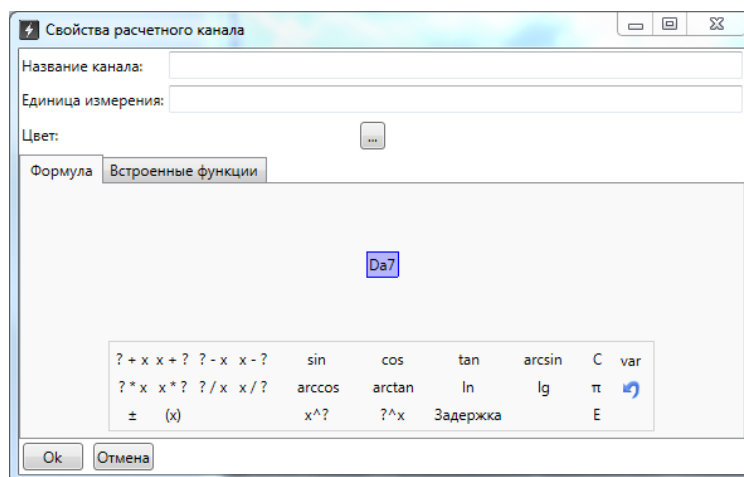 Свойства расчетного канала
Название канала:
Единица измерения:
Цвет: ...
Формула Встроенные функции
Da7
? + x x + ? ? - x x - ? sin cos tan arcsin C var
? * x x * ? ? / x x / ? arccos arctan ln lg π
± (x) x^? ?^x Задержка E
Ok Отмена